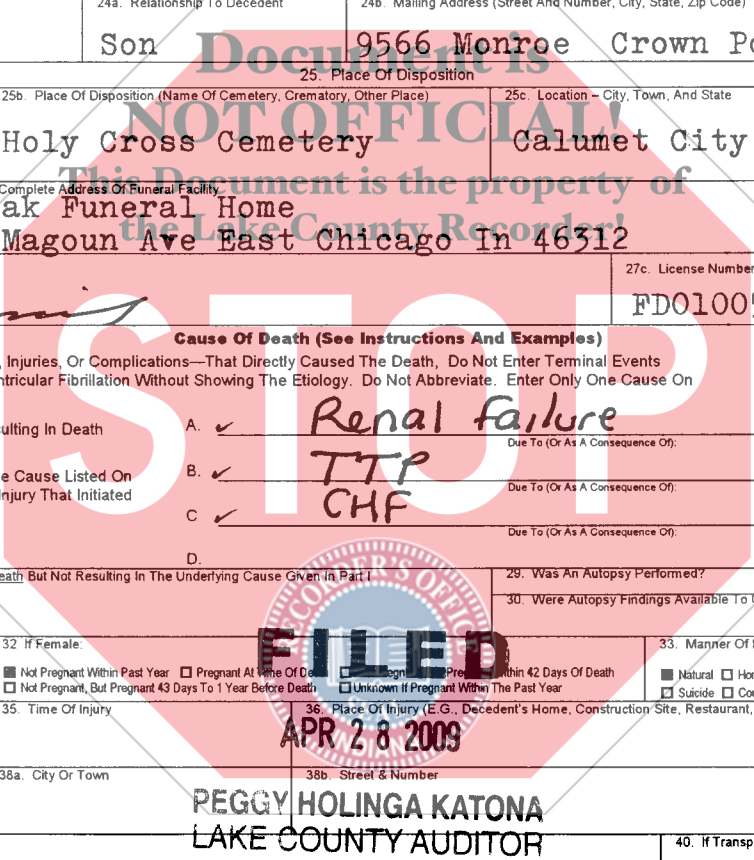 24a. Relationship To Decedent 24b. Mailing Address (Street And Number, City, State, Zip Code)
Son 9566 Monroe Crown Po
Document is
25. Place Of Disposition
25b. Place Of Disposition (Name Of Cemetery, Crematory, Other Place) 25c. Location – City, Town, And State
NOT OFFICIAL!
Holy Cross Cemetery Calumet City
This Document is the property of
Complete Address Of Funeral Facility
ak Funeral Home
the Lake County Recorder!
Magoun Ave East Chicago In 46312
27c. License Number
FD0100
STOP
Cause Of Death (See Instructions And Examples)
, Injuries, Or Complications—That Directly Caused The Death, Do Not Enter Terminal Events
ntricular Fibrillation Without Showing The Etiology. Do Not Abbreviate. Enter Only One Cause On
ulting In Death A. ✓ Renal failure
Due To (Or As A Consequence Of):
e Cause Listed On B. ✓ TTP
njury That Initiated Due To (Or As A Consequence Of):
C ✓ CHF
Due To (Or As A Consequence Of):
D.
eath But Not Resulting In The Underlying Cause Given In Part I 29. Was An Autopsy Performed?
30. Were Autopsy Findings Available To
RECORDER'S OFFICE
32 If Female: FILED 33. Manner Of
Not Pregnant Within Past Year Pregnant At Time Of De Pre ithin 42 Days Of Death Natural Hor
Not Pregnant, But Pregnant 43 Days To 1 Year Before Death Unknown If Pregnant Within The Past Year Suicide Cou
35. Time Of Injury 36. Place Of Injury (E.G., Decedent's Home, Construction Site, Restaurant,
APR 28 2009
INDIANA
38a. City Or Town 38b. Street & Number
PEGGY HOLINGA KATONA
LAKE COUNTY AUDITOR
40. If Transp